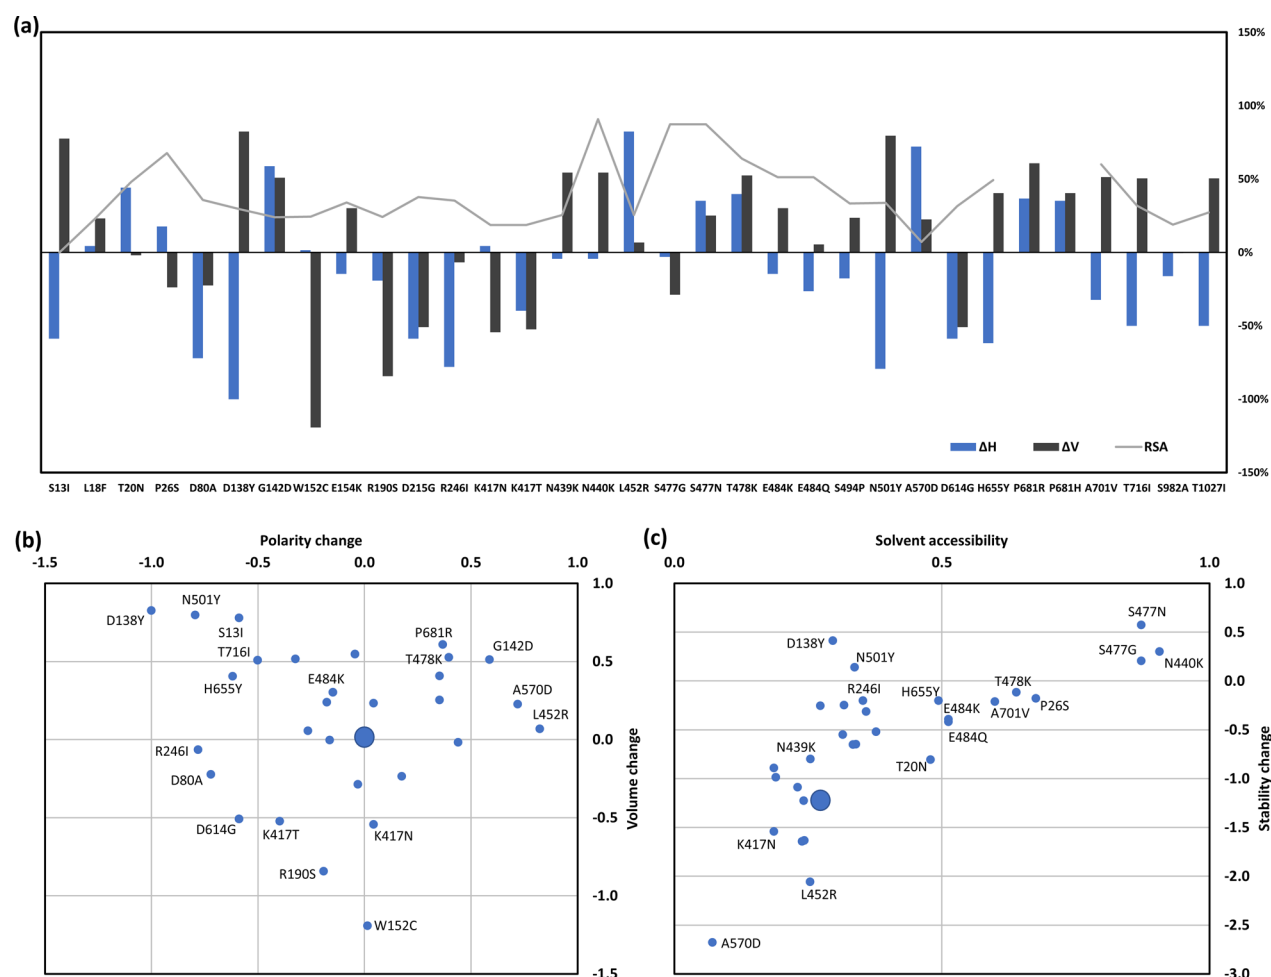 (a)
150%
100%
50%
0%
-50%
-100%
-150%
ΔH ΔV RSA
S13I L18F T20N P26S D80A D138Y G142D W152C E154K R190S D215G R246I K417N K417T N439K N440K L452R S477G S477N T478K E484K E484Q S494P N501Y A570D D614G H655Y P681R P681H A701V T716I S982A T1027I
(b)
Polarity change
-1.5 -1.0 -0.5 0.0 0.5 1.0
1.0
0.5
0.0
-0.5
-1.0
-1.5
Volume change
D138Y
N501Y
S13I
T716I
H655Y
E484K
P681R
T478K
G142D
A570D
L452R
R246I
D80A
D614G
K417T
K417N
R190S
W152C
(c)
Solvent accessibility
0.0 0.5 1.0
1.0
0.5
0.0
-0.5
-1.0
-1.5
-2.0
-2.5
-3.0
Stability change
S477N
D138Y
S477G
N440K
N501Y
R246I
H655Y
T478K
E484K
A701V
P26S
E484Q
N439K
T20N
K417N
L452R
A570D